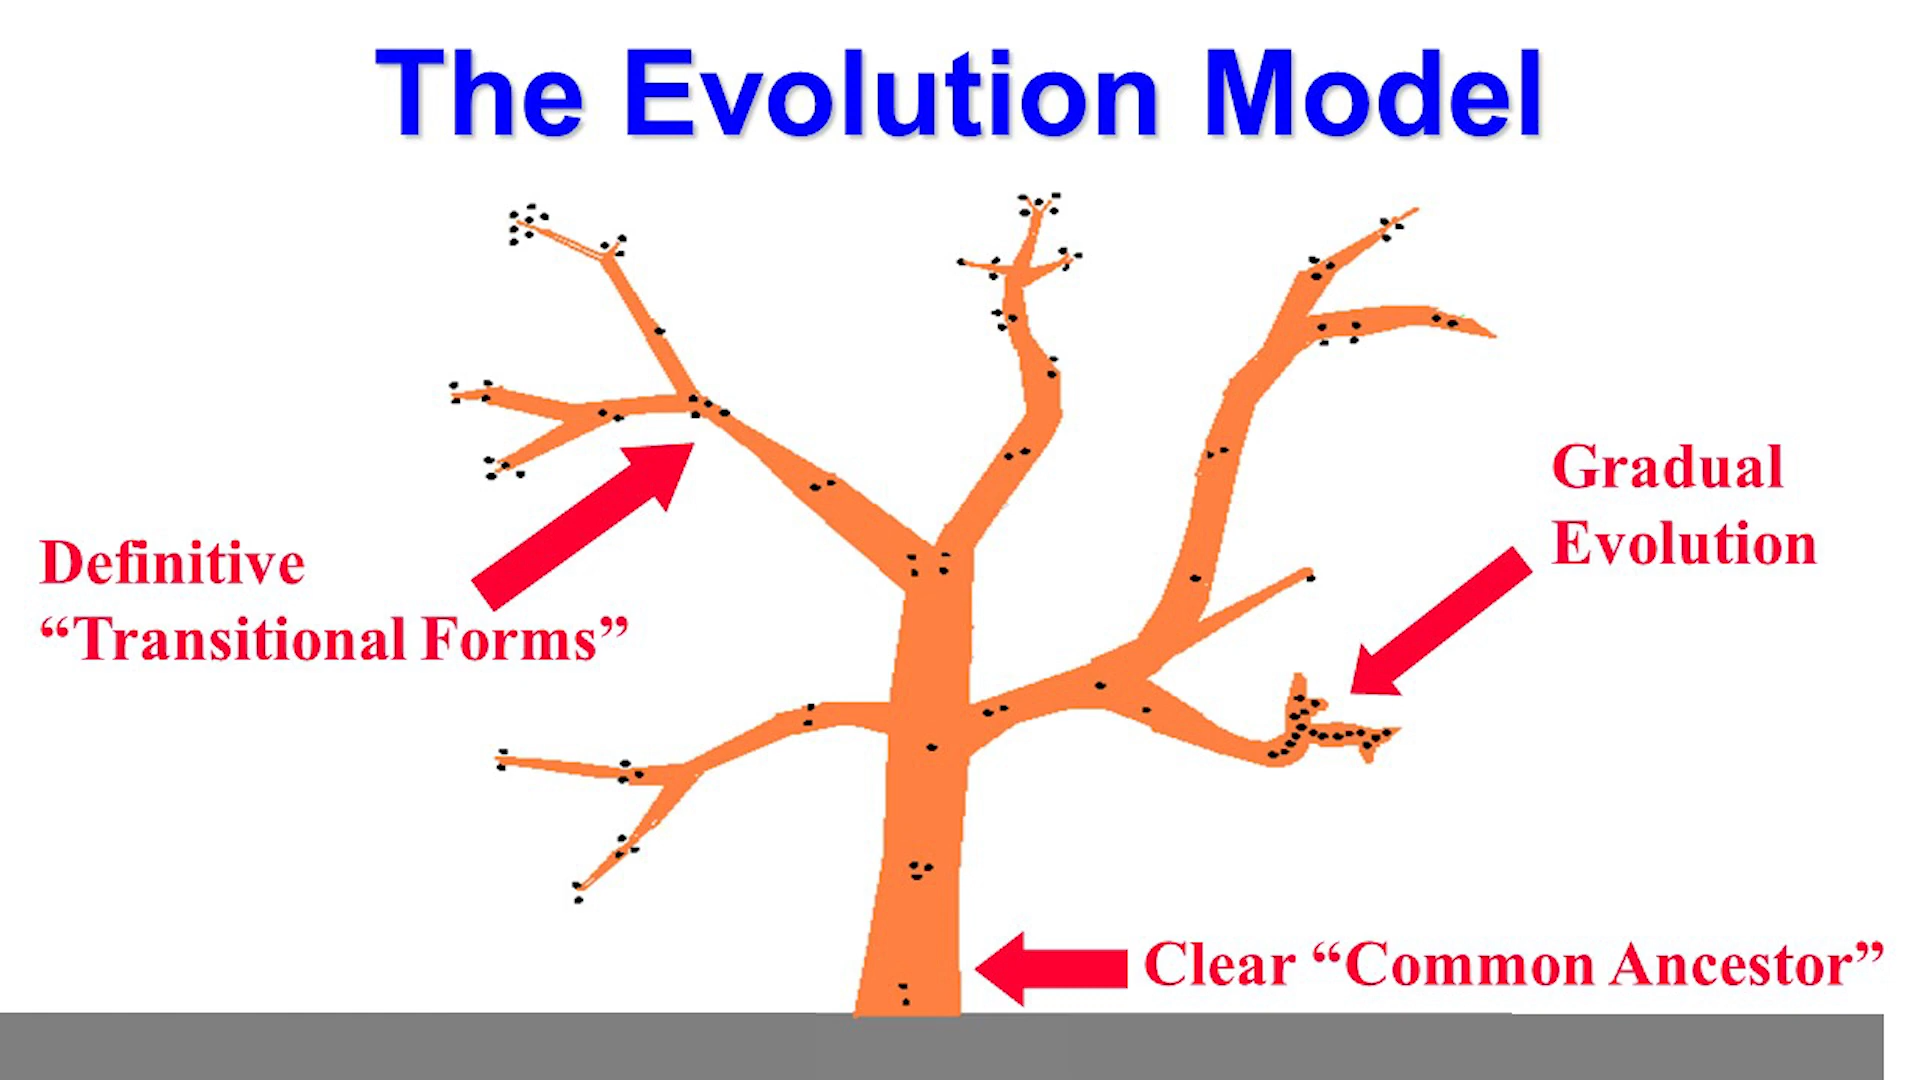 The Evolution Model
Gradual
Evolution
Definitive
“Transitional Forms”
Clear “Common Ancestor”